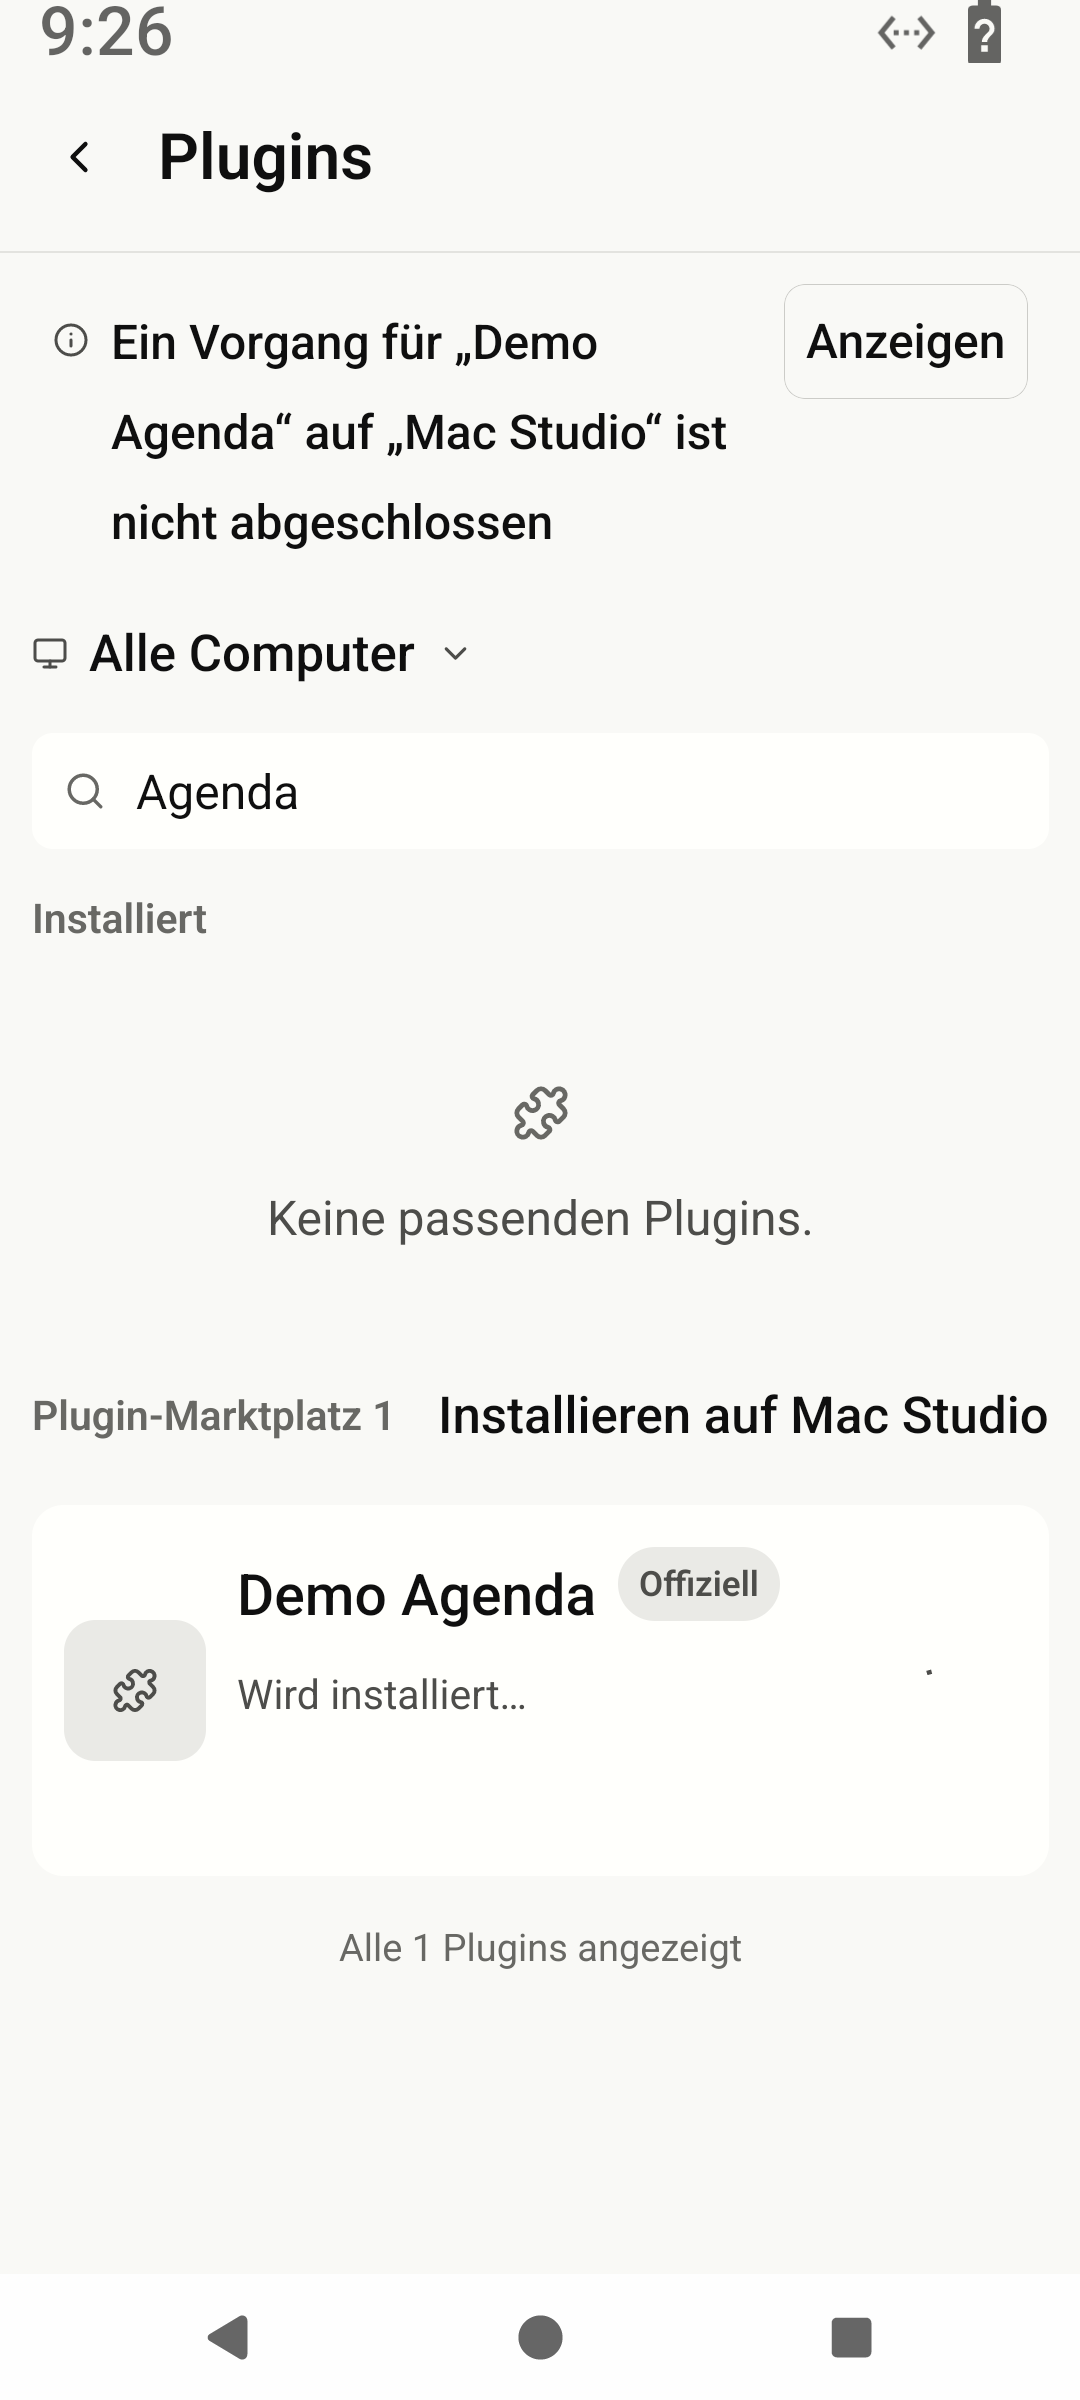 9:26
Plugins
Ein Vorgang für „Demo
Agenda“ auf „Mac Studio“ ist
nicht abgeschlossen
Anzeigen
Alle Computer
Agenda
Installiert
Keine passenden Plugins.
Plugin-Marktplatz 1
Installieren auf Mac Studio
Demo Agenda
Offiziell
Wird installiert…
Alle 1 Plugins angezeigt